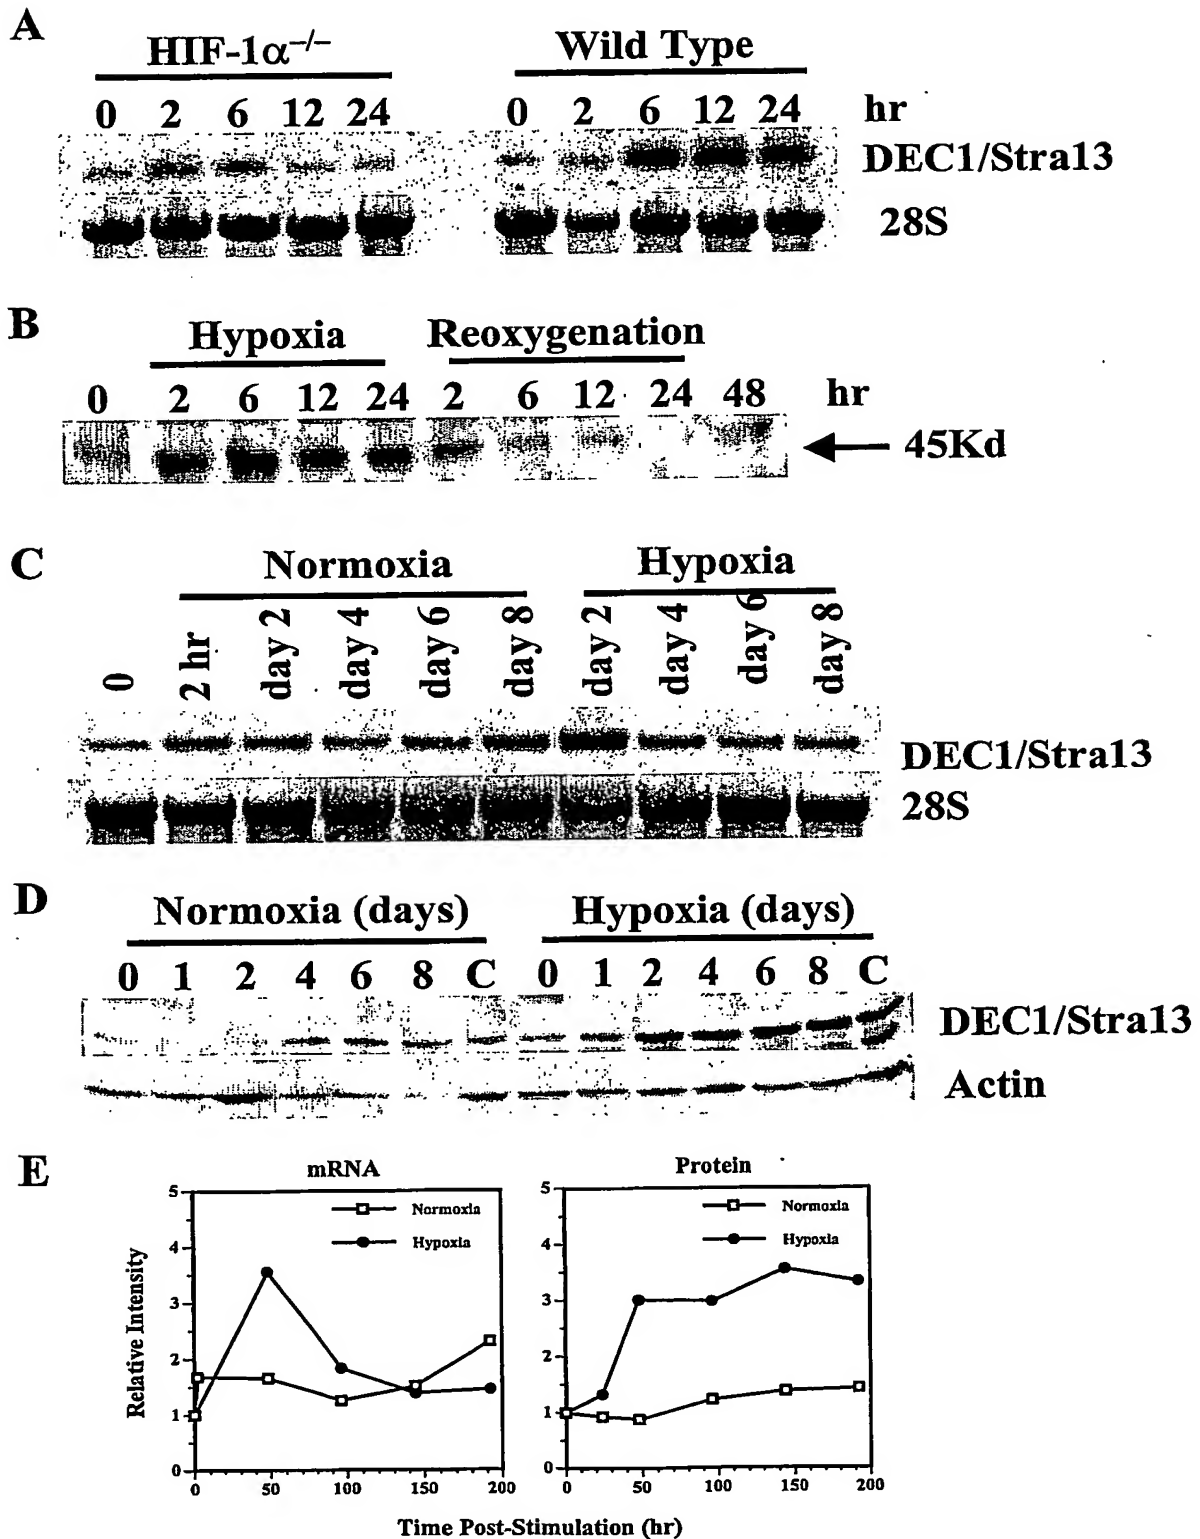 A
HIF-1α⁻/⁻ Wild Type
0 2 6 12 24 0 2 6 12 24 hr
DEC1/Stra13
28S
B
Hypoxia Reoxygenation
0 2 6 12 24 2 6 12 24 48 hr
45Kd
C
Normoxia Hypoxia
0 2 hr day 2 day 4 day 6 day 8 day 2 day 4 day 6 day 8
DEC1/Stra13
28S
D
Normoxia (days) Hypoxia (days)
0 1 2 4 6 8 C 0 1 2 4 6 8 C
DEC1/Stra13
Actin
E
mRNA Protein
Normoxia Normoxia
Hypoxia Hypoxia
Relative Intensity
5 4 3 2 1 0
5 4 3 2 1 0
0 50 100 150 200 0 50 100 150 200
Time Post-Stimulation (hr)